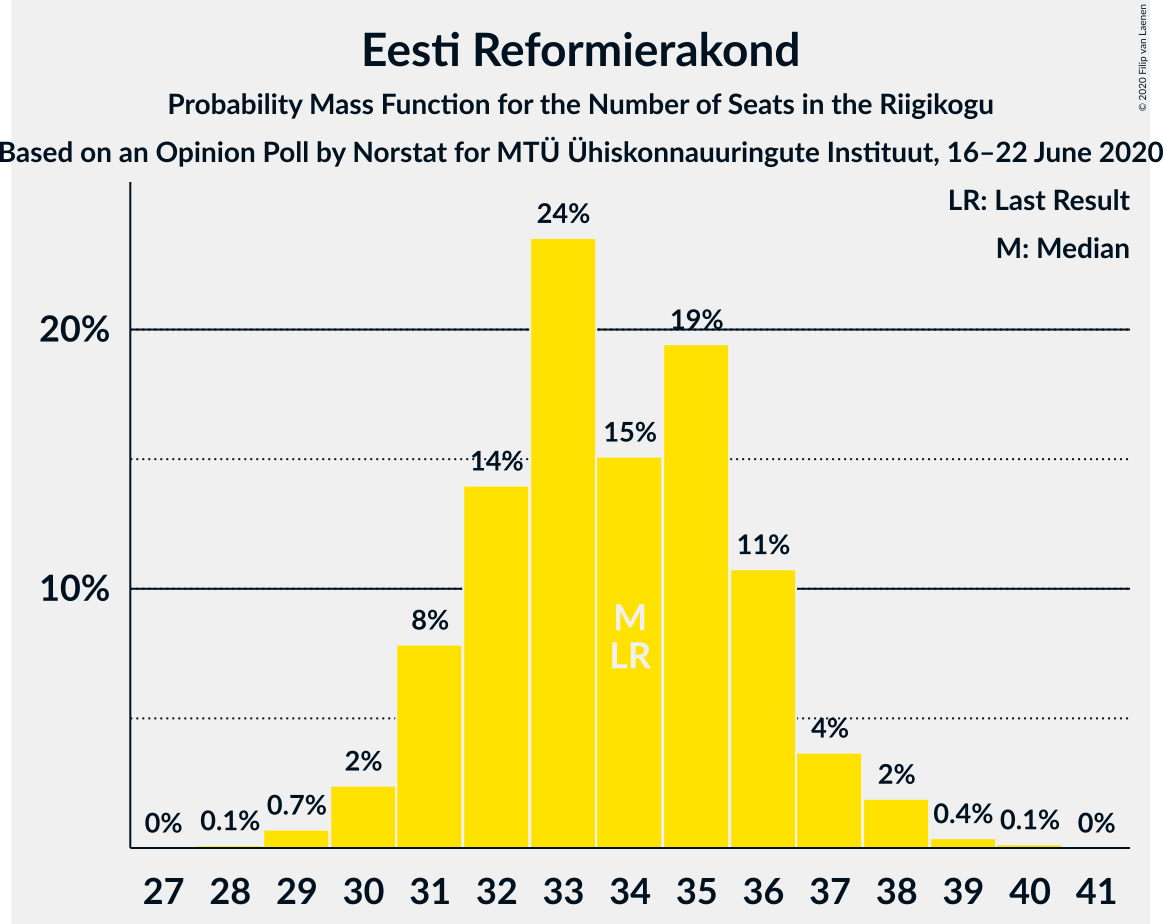 Eesti Reformierakond
Probability Mass Function for the Number of Seats in the Riigikogu
Based on an Opinion Poll by Norstat for MTÜ Ühiskonnauuringute Instituut, 16–22 June 2020
© 2020 Filip van Laenen
LR: Last Result
M: Median
24%
20%
19%
15%
14%
11%
10%
M
LR
8%
4%
2%
2%
0.7%
0.4%
0% 0.1% 0.1% 0%
27 28 29 30 31 32 33 34 35 36 37 38 39 40 41